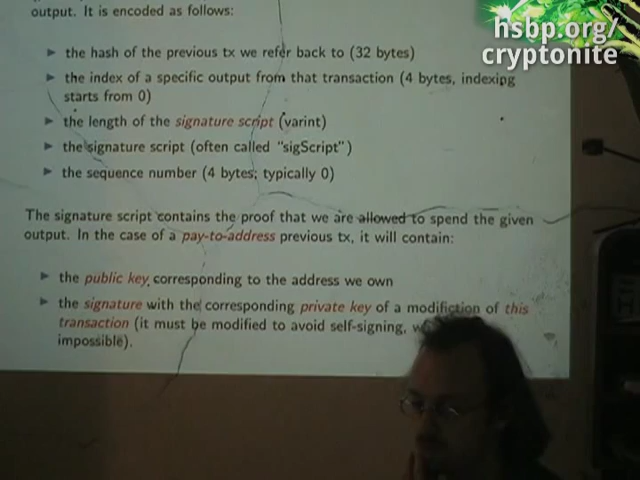 output. It is encoded as follows:
hsbp.org/
cryptonite
the hash of the previous tx we refer back to (32 bytes)
the index of a specific output from that transaction (4 bytes, indexing
starts from 0)
the length of the signature script (varint)
the signature script (often called "sigScript")
the sequence number (4 bytes; typically 0)
The signature script contains the proof that we are allowed to spend the given
output. In the case of a pay-to-address previous tx, it will contain:
the public key corresponding to the address we own
the signature with the corresponding private key of a modifiction of this
transaction (it must be modified to avoid self-signing,
impossible).